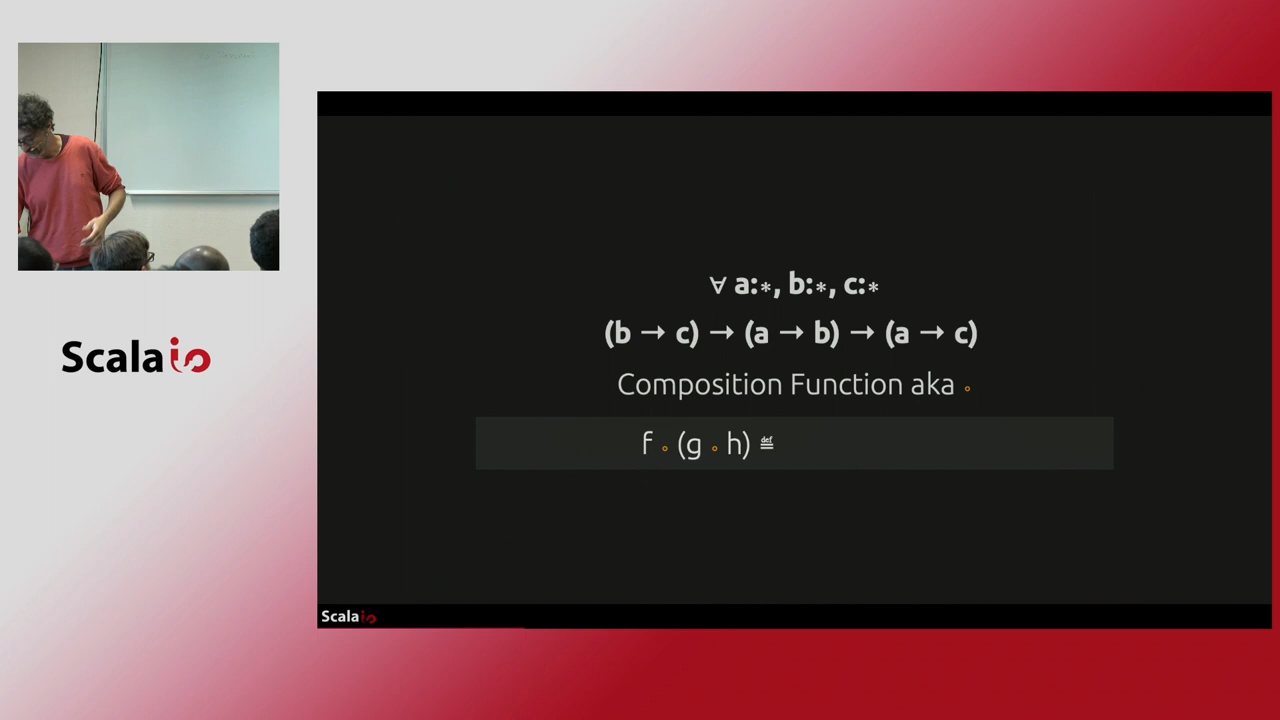 Scala io
∀ a:*, b:*, c:*
(b → c) → (a → b) → (a → c)
Composition Function aka ∘
f ∘ (g ∘ h) ≝
Scala io